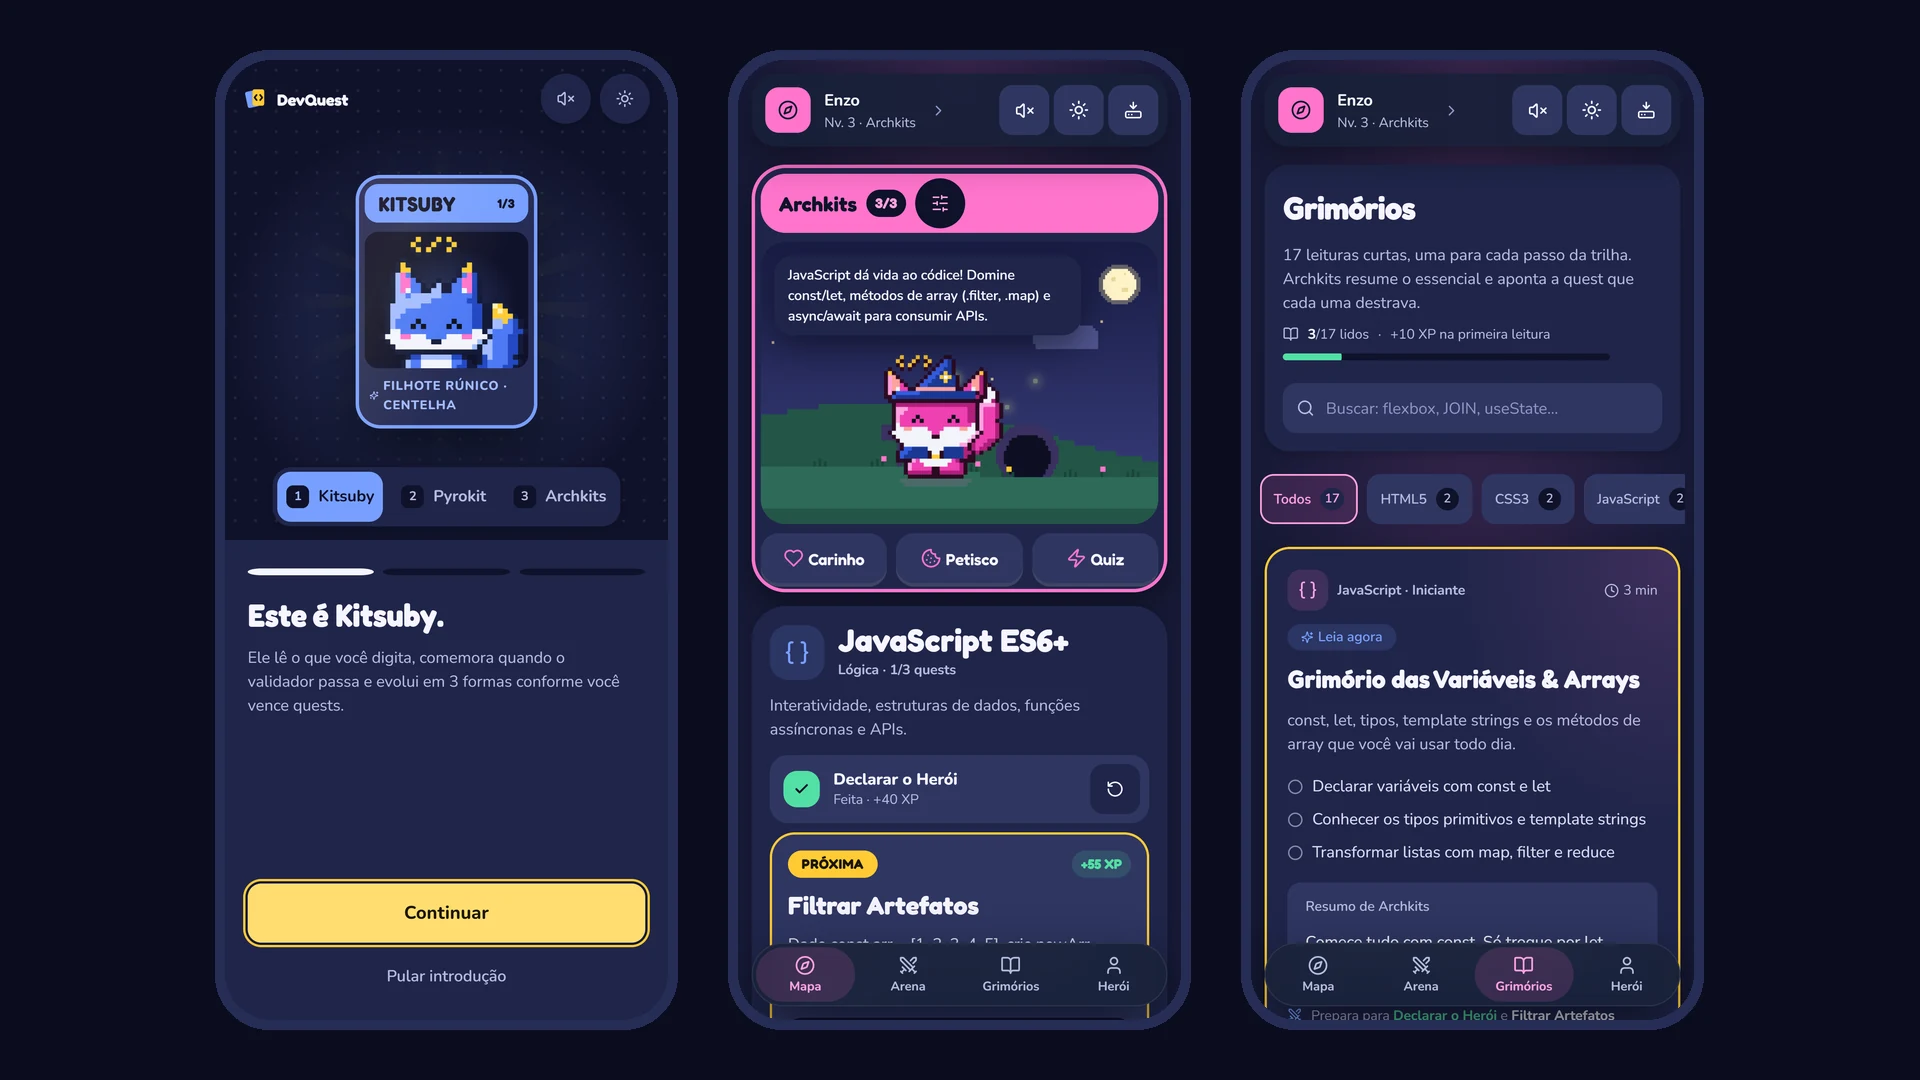 DevQuest
KITSUBY 1/3
</>
FILHOTE RÚNICO ·
CENTELHA
1 Kitsuby 2 Pyrokit 3 Archkits
Este é Kitsuby.
Ele lê o que você digita, comemora quando o
validador passa e evolui em 3 formas conforme você
vence quests.
Continuar
Pular introdução
Enzo
Nv. 3 · Archkits
Archkits 3/3
JavaScript dá vida ao códice! Domine
const/let, métodos de array (.filter, .map) e
async/await para consumir APIs.
</>
Carinho Petisco Quiz
{} JavaScript ES6+
Lógica · 1/3 quests
Interatividade, estruturas de dados, funções
assíncronas e APIs.
Declarar o Herói
Feita · +40 XP
PRÓXIMA +55 XP
Filtrar Artefatos
Mapa Arena Grimórios Herói
Enzo
Nv. 3 · Archkits
Grimórios
17 leituras curtas, uma para cada passo da trilha.
Archkits resume o essencial e aponta a quest que
cada uma destrava.
3/17 lidos · +10 XP na primeira leitura
Buscar: flexbox, JOIN, useState...
Todos 17 HTML5 2 CSS3 2 JavaScript 2
{} JavaScript · Iniciante 3 min
Leia agora
Grimório das Variáveis & Arrays
const, let, tipos, template strings e os métodos de
array que você vai usar todo dia.
Declarar variáveis com const e let
Conhecer os tipos primitivos e template strings
Transformar listas com map, filter e reduce
Resumo de Archkits
Comece tudo com const. Só troque por let
Mapa Arena Grimórios Herói
Prepara para Declarar o Herói e Filtrar Artefatos